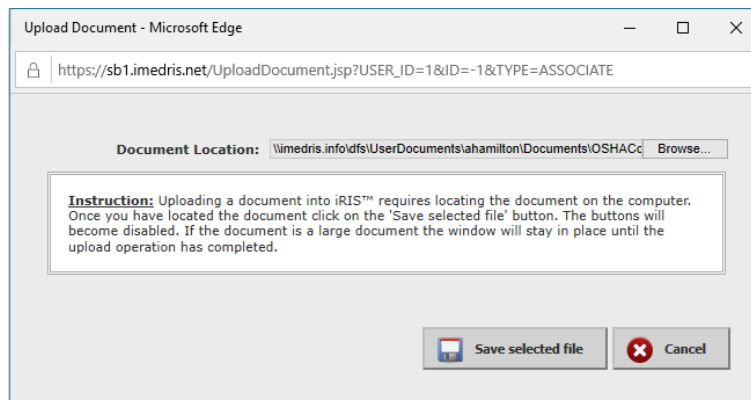 Upload Document - Microsoft Edge
https://sb1.imedris.net/UploadDocument.jsp?USER_ID=1&ID=-1&TYPE=ASSOCIATE
Document Location: \\imedris.info\dfs\UserDocuments\ahamilton\Documents\OSHACc Browse...
Instruction: Uploading a document into iRIS™ requires locating the document on the computer.
Once you have located the document click on the 'Save selected file' button. The buttons will
become disabled. If the document is a large document the window will stay in place until the
upload operation has completed.
Save selected file Cancel